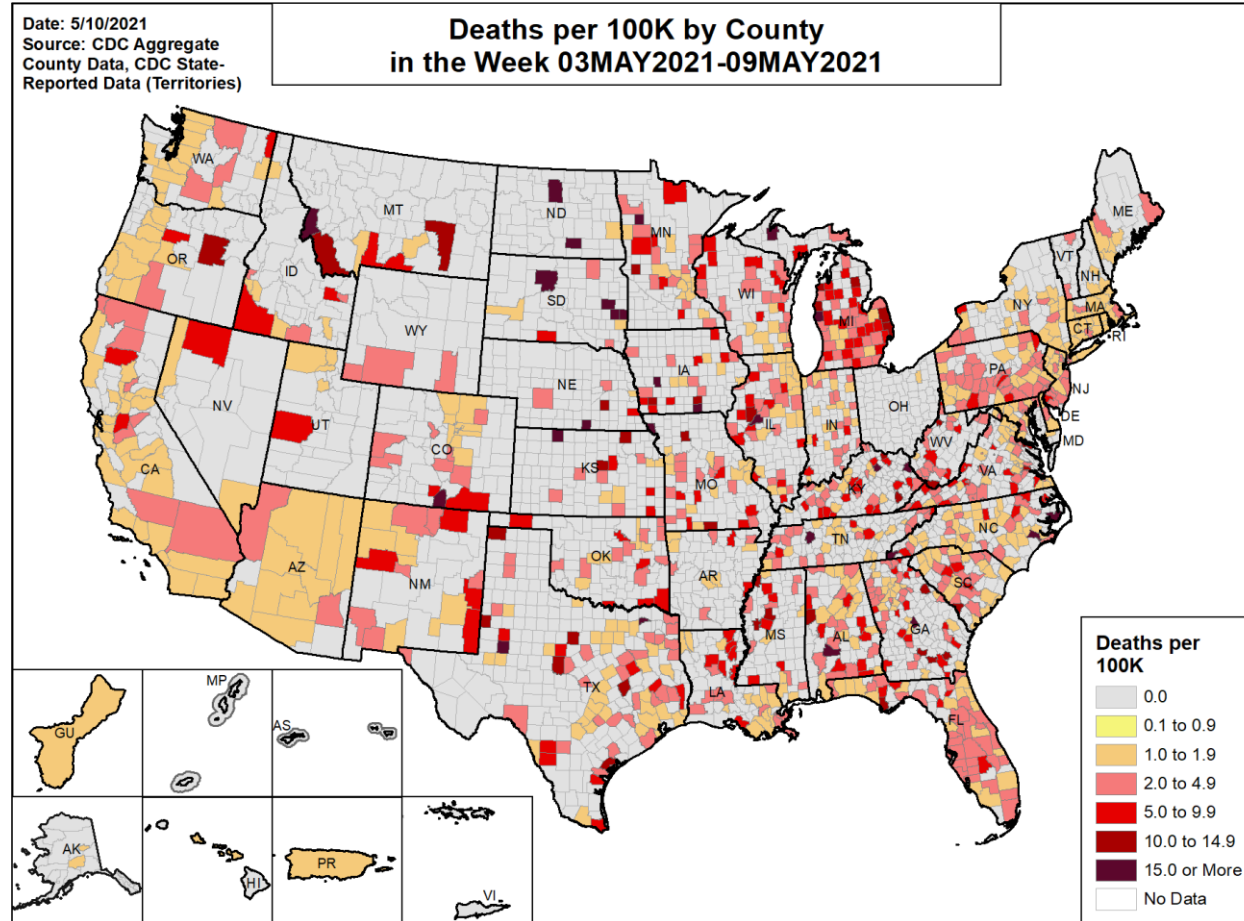 Date: 5/10/2021
Source: CDC Aggregate
County Data, CDC State-
Reported Data (Territories)
Deaths per 100K by County
in the Week 03MAY2021-09MAY2021
WA
MT
ND
MN
ME
OR
ID
SD
WI
MI
VT
NH
NY
MA
CT
RI
WY
IA
PA
NJ
NE
NV
UT
IL
IN
OH
DE
MD
CA
CO
KS
MO
WV
VA
KY
AZ
NM
OK
AR
TN
NC
SC
MS
AL
GA
TX
LA
FL
GU
MP
AS
AK
HI
PR
VI
Deaths per
100K
0.0
0.1 to 0.9
1.0 to 1.9
2.0 to 4.9
5.0 to 9.9
10.0 to 14.9
15.0 or More
No Data